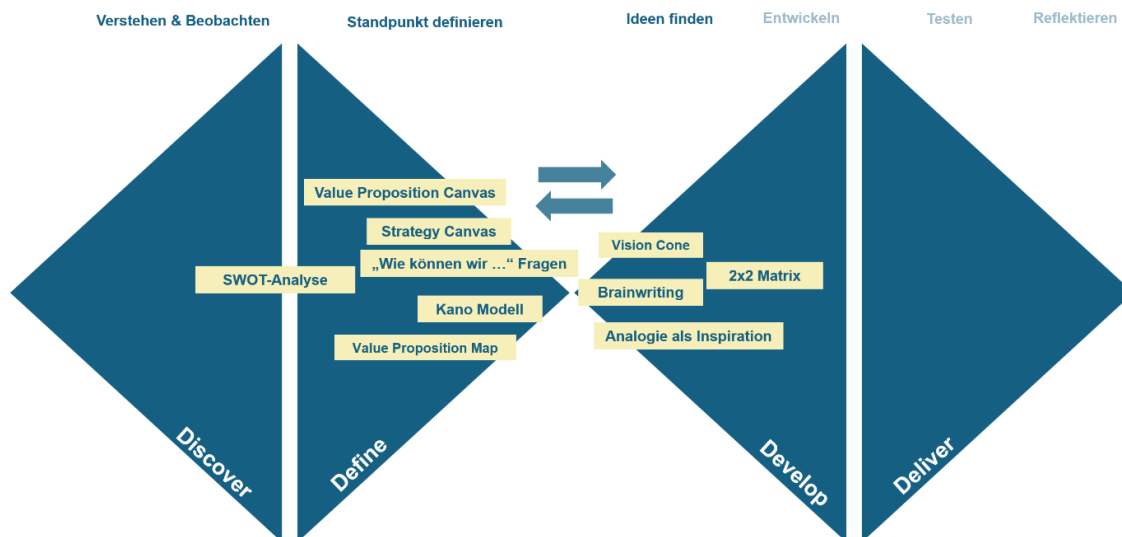 Verstehen & Beobachten
Standpunkt definieren
Ideen finden
Entwickeln
Testen
Reflektieren
Value Proposition Canvas
Strategy Canvas
„Wie können wir …“ Fragen
SWOT-Analyse
Kano Modell
Value Proposition Map
Vision Cone
2x2 Matrix
Brainwriting
Analogie als Inspiration
Discover
Define
Develop
Deliver